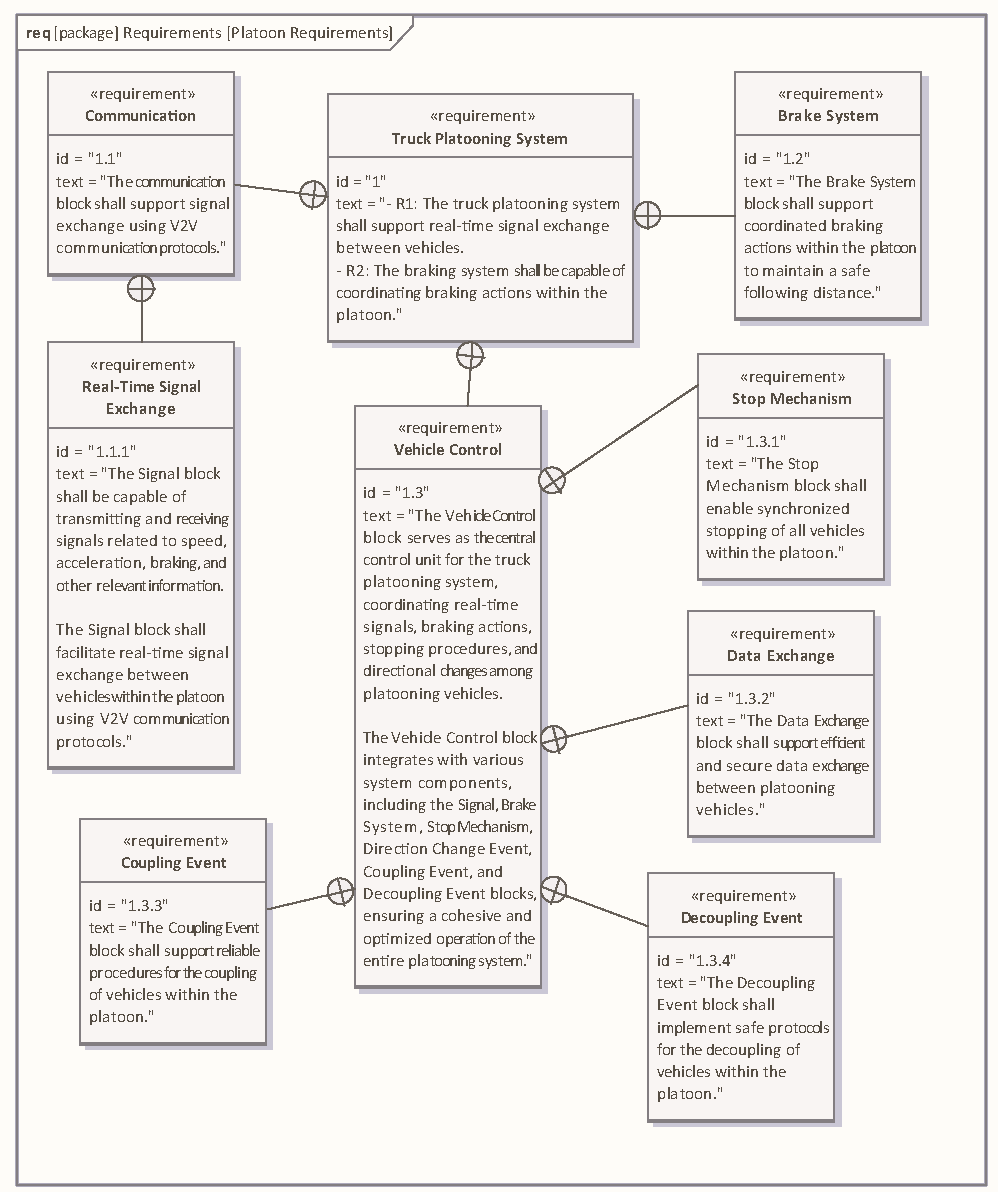 req [package] Requirements [Platoon Requirements]
«requirement»
Communication
id = "1.1"
text = "The communication
block shall support signal
exchange using V2V
communication protocols."
«requirement»
Truck Platooning System
id ="1"
text ="- R1: The truck platooning system
shall support real-time signal exchange
between vehicles.
- R2: The braking system shall be capable of
coordinating braking actions within the
platoon."
«requirement»
Brake System
id = "1.2"
text = "The Brake System
block shall support
coordinated braking
actions within the platoon
to maintain a safe
following distance."
«requirement»
Real-Time Signal
Exchange
id = "1.1.1"
text = "The Signal block
shall be capable of
transmitting and receiving
signals related to speed,
acceleration, braking, and
other relevant information.
The Signal block shall
facilitate real-time signal
exchange between
vehicles within the platoon
using V2V communication
protocols."
«requirement»
Vehicle Control
id = "1.3"
text = "The Vehicle Control
block serves as the central
control unit for the truck
platooning system,
coordinating real-time
signals, braking actions,
stopping procedures, and
directional changes among
platooning vehicles.
The Vehicle Control block
integrates with various
system components,
including the Signal, Brake
System, Stop Mechanism,
Direction Change Event,
Coupling Event, and
Decoupling Event blocks,
ensuring a cohesive and
optimized operation of the
entire platooning system."
«requirement»
Stop Mechanism
id = "1.3.1"
text = "The Stop
Mechanism block shall
enable synchronized
stopping of all vehicles
within the platoon."
«requirement»
Data Exchange
id = "1.3.2"
text = "The Data Exchange
block shall support efficient
and secure data exchange
between platooning
vehicles."
«requirement»
Coupling Event
id = "1.3.3"
text = "The Coupling Event
block shall support reliable
procedures for the coupling
of vehicles within the
platoon."
«requirement»
Decoupling Event
id = "1.3.4"
text = "The Decoupling
Event block shall
implement safe protocols
for the decoupling of
vehicles within the
platoon."